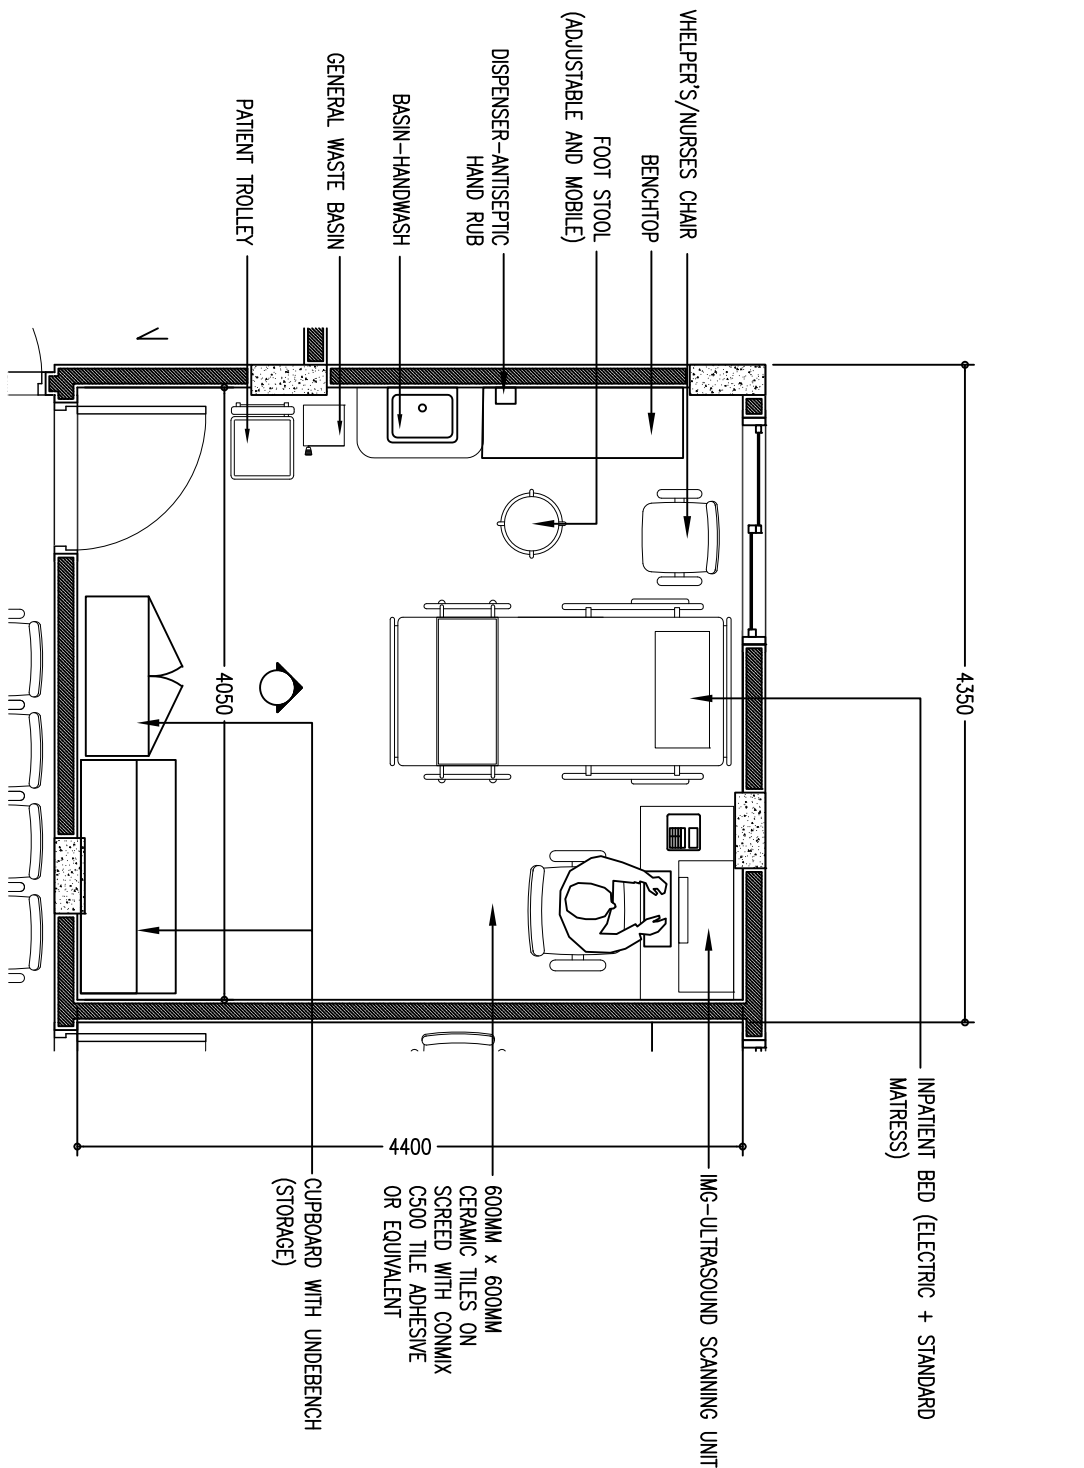 VHELPER'S/NURSES CHAIR
BENCHTOP
FOOT STOOL
(ADJUSTABLE AND MOBILE)
DISPENSER-ANTISEPTIC
HAND RUB
BASIN-HANDWASH
GENERAL WASTE BASIN
PATIENT TROLLEY
4350
4050
4400
INPATIENT BED (ELECTRIC + STANDARD
MATRESS)
IMG-ULTRASOUND SCANNING UNIT
600MM x 600MM
CERAMIC TILES ON
SCREED WITH CONMIX
C500 TILE ADHESIVE
OR EQUIVALENT
CUPBOARD WITH UNDEBENCH
(STORAGE)